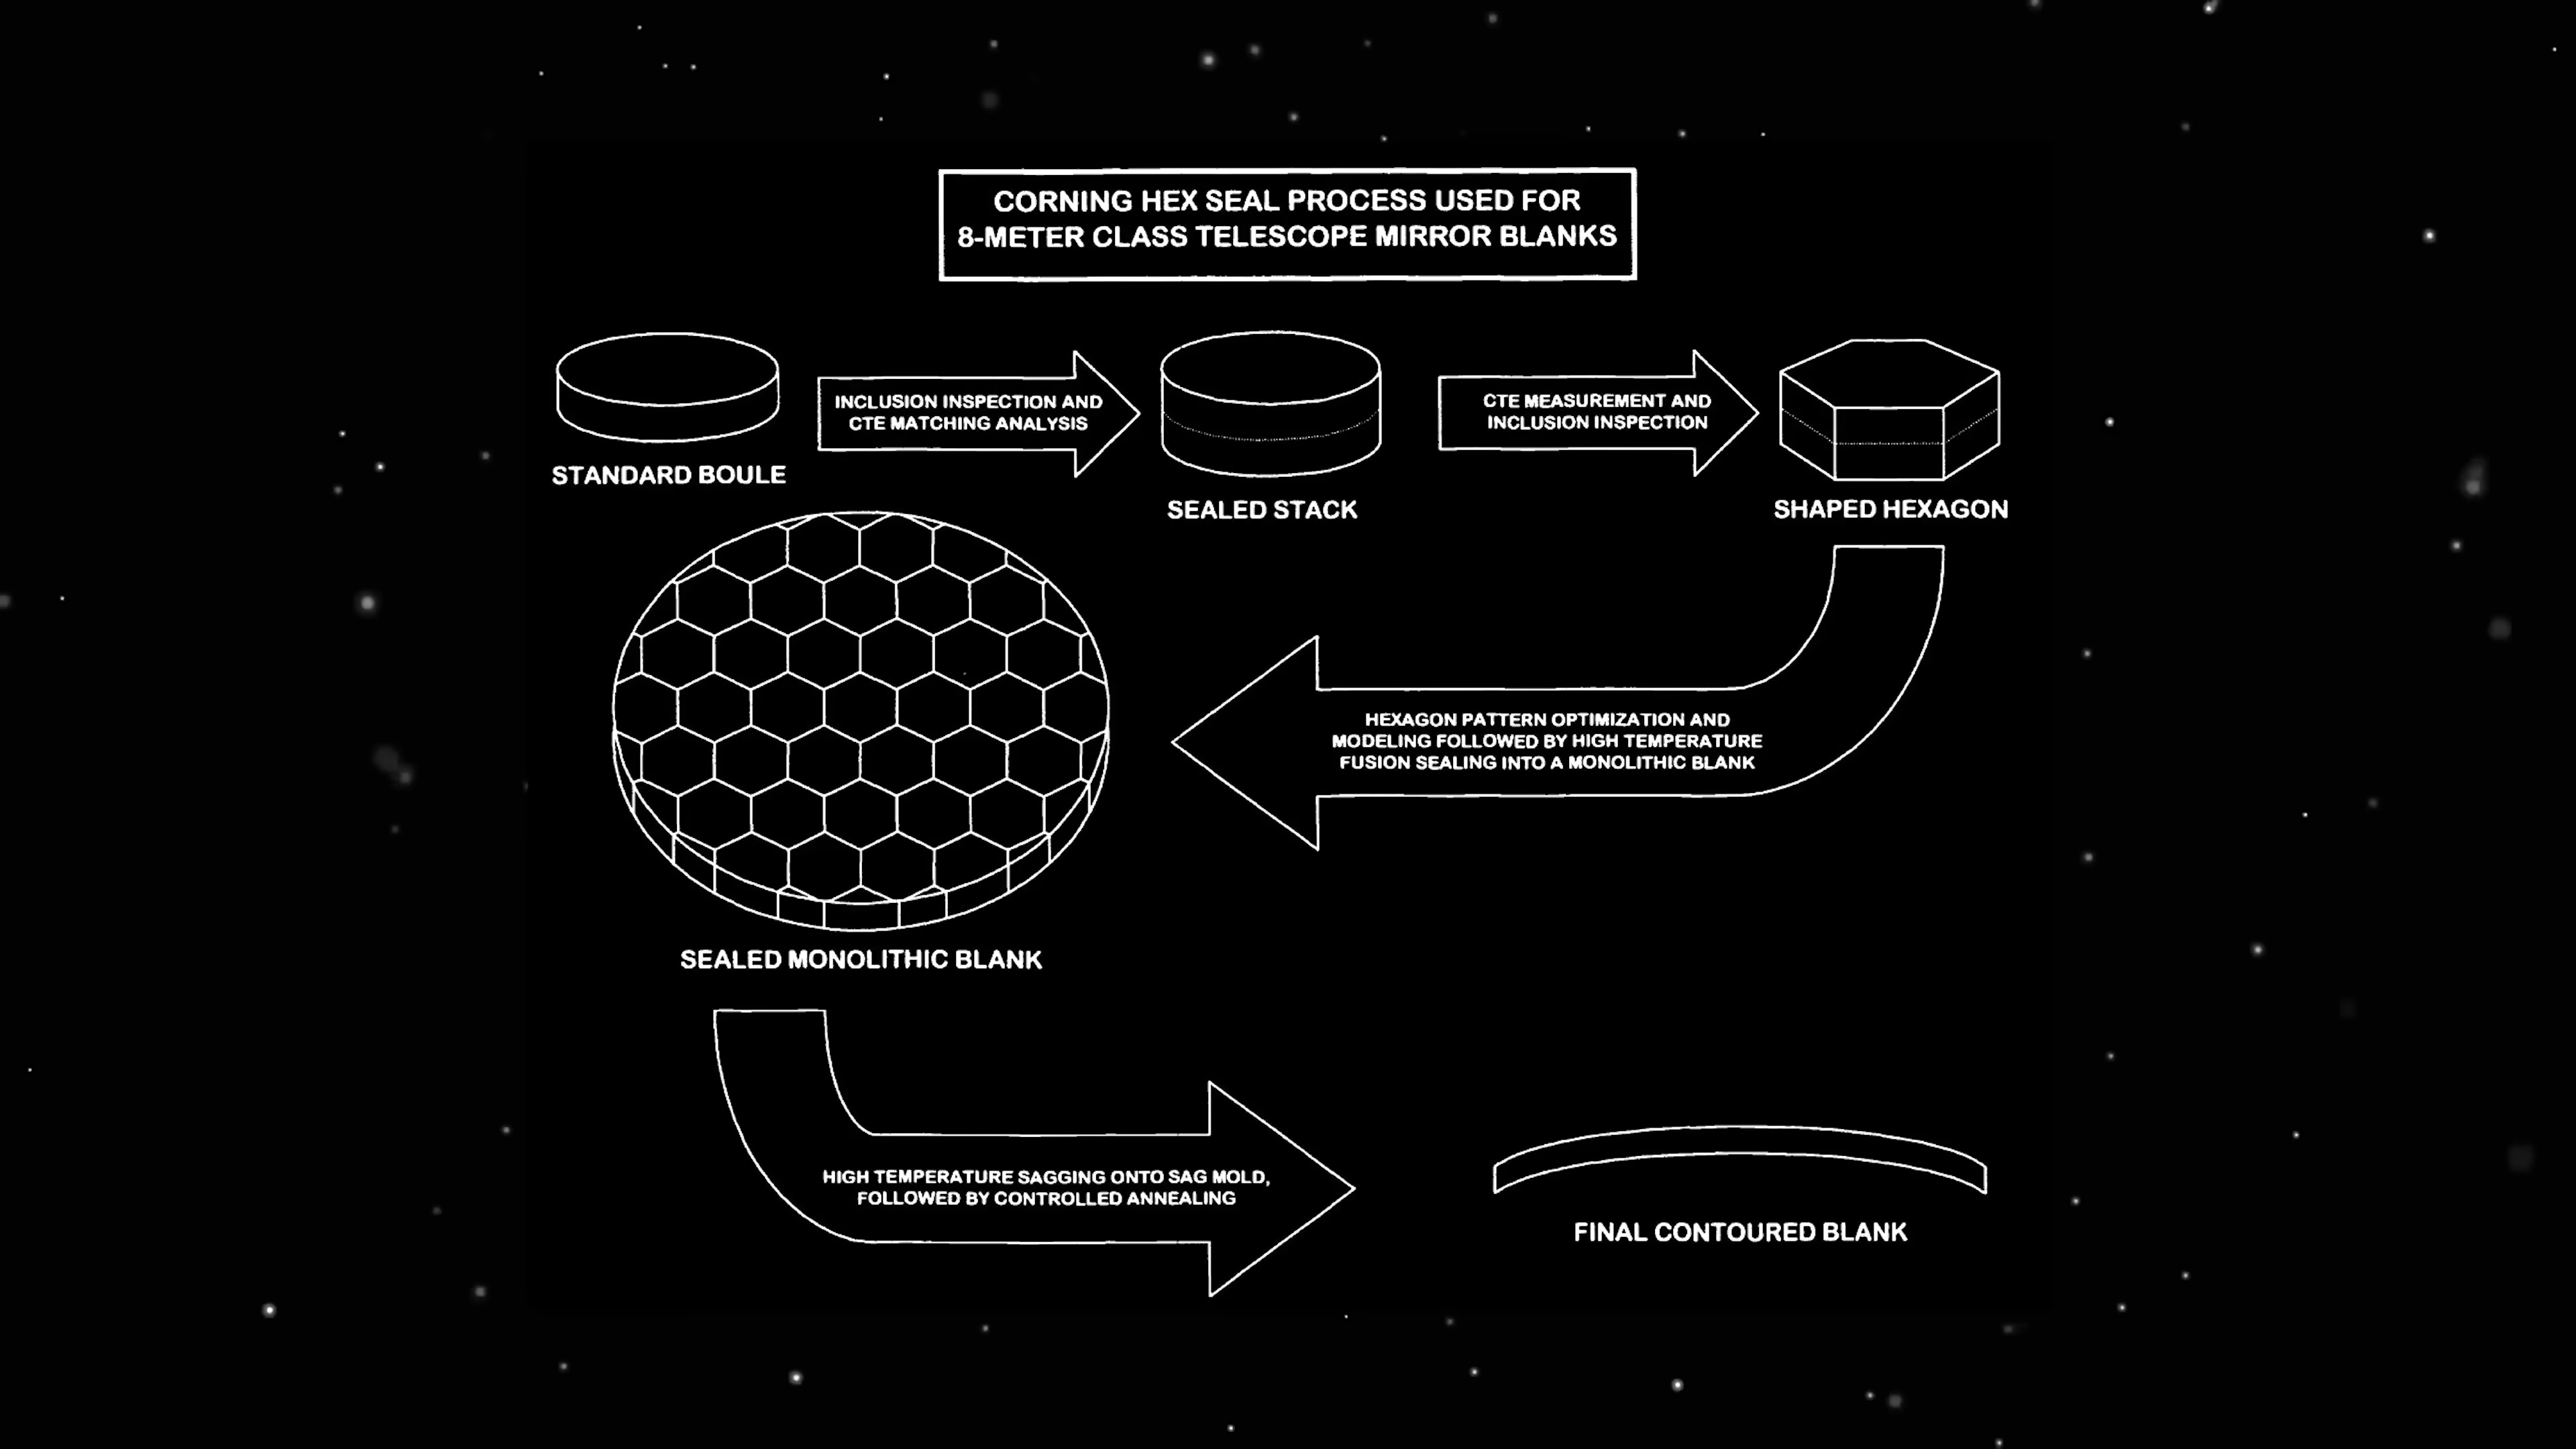 CORNING HEX SEAL PROCESS USED FOR
8-METER CLASS TELESCOPE MIRROR BLANKS
STANDARD BOULE
INCLUSION INSPECTION AND
CTE MATCHING ANALYSIS
SEALED STACK
CTE MEASUREMENT AND
INCLUSION INSPECTION
SHAPED HEXAGON
HEXAGON PATTERN OPTIMIZATION AND
MODELING FOLLOWED BY HIGH TEMPERATURE
FUSION SEALING INTO A MONOLITHIC BLANK
SEALED MONOLITHIC BLANK
HIGH TEMPERATURE SAGGING ONTO SAG MOLD,
FOLLOWED BY CONTROLLED ANNEALING
FINAL CONTOURED BLANK